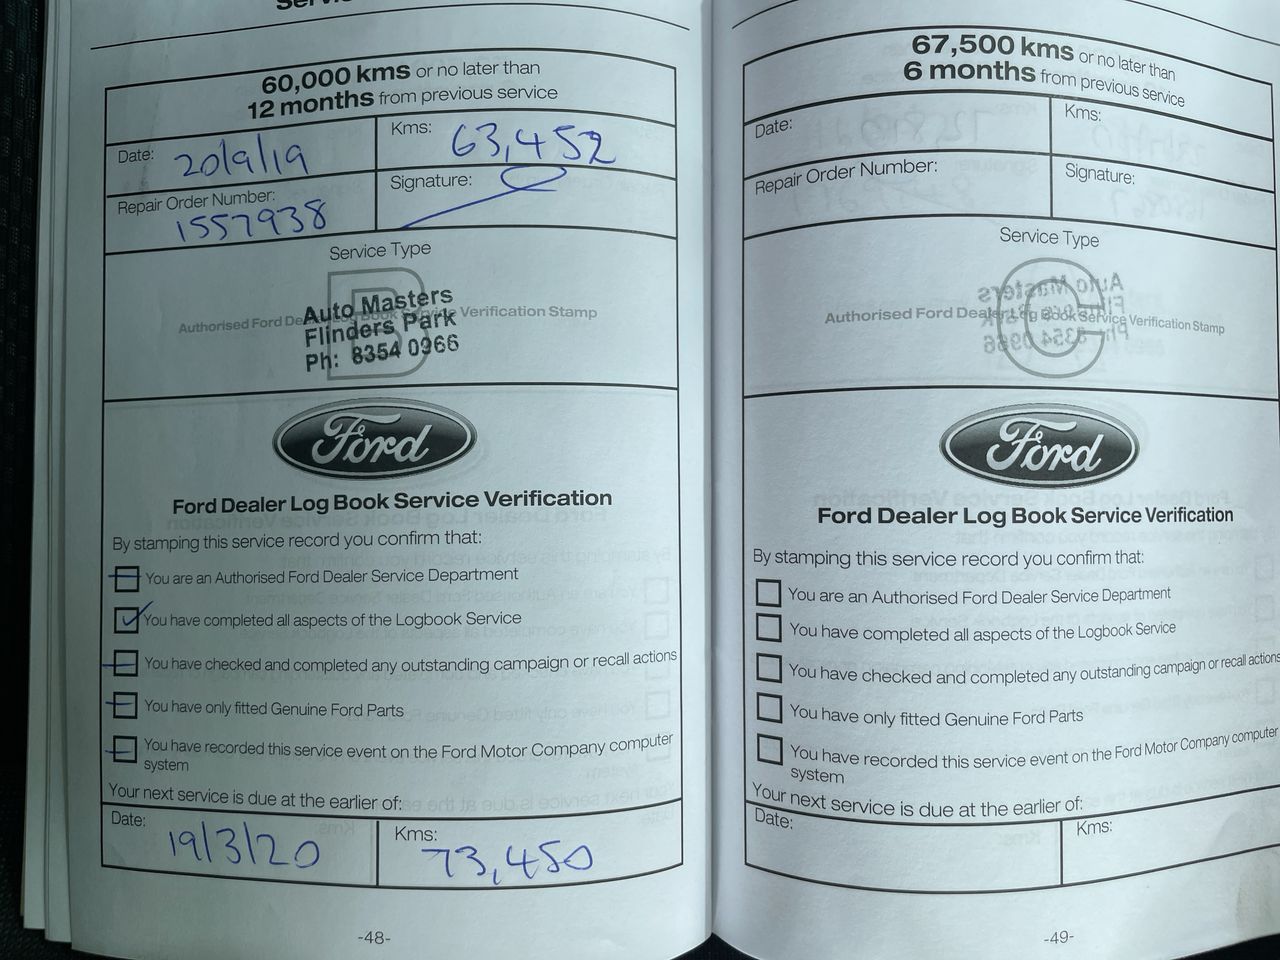 60,000 kms or no later than
12 months from previous service
Date: 20/9/19
Kms: 63,452
Repair Order Number: 1557938
Signature:
Service Type
B
Authorised Ford Dealer Log Book Service Verification Stamp
Auto Masters
Flinders Park
Ph: 8354 0966
Ford
Ford Dealer Log Book Service Verification
By stamping this service record you confirm that:
You are an Authorised Ford Dealer Service Department
You have completed all aspects of the Logbook Service
You have checked and completed any outstanding campaign or recall actions
You have only fitted Genuine Ford Parts
You have recorded this service event on the Ford Motor Company computer
system
Your next service is due at the earlier of:
Date: 19/3/20
Kms: 73,450
-48-
67,500 kms or no later than
6 months from previous service
Date:
Kms:
Repair Order Number:
Signature:
Service Type
C
Authorised Ford Dealer Log Book Service Verification Stamp
Ford
Ford Dealer Log Book Service Verification
By stamping this service record you confirm that:
You are an Authorised Ford Dealer Service Department
You have completed all aspects of the Logbook Service
You have checked and completed any outstanding campaign or recall actions
You have only fitted Genuine Ford Parts
You have recorded this service event on the Ford Motor Company computer
system
Your next service is due at the earlier of:
Date:
Kms:
-49-